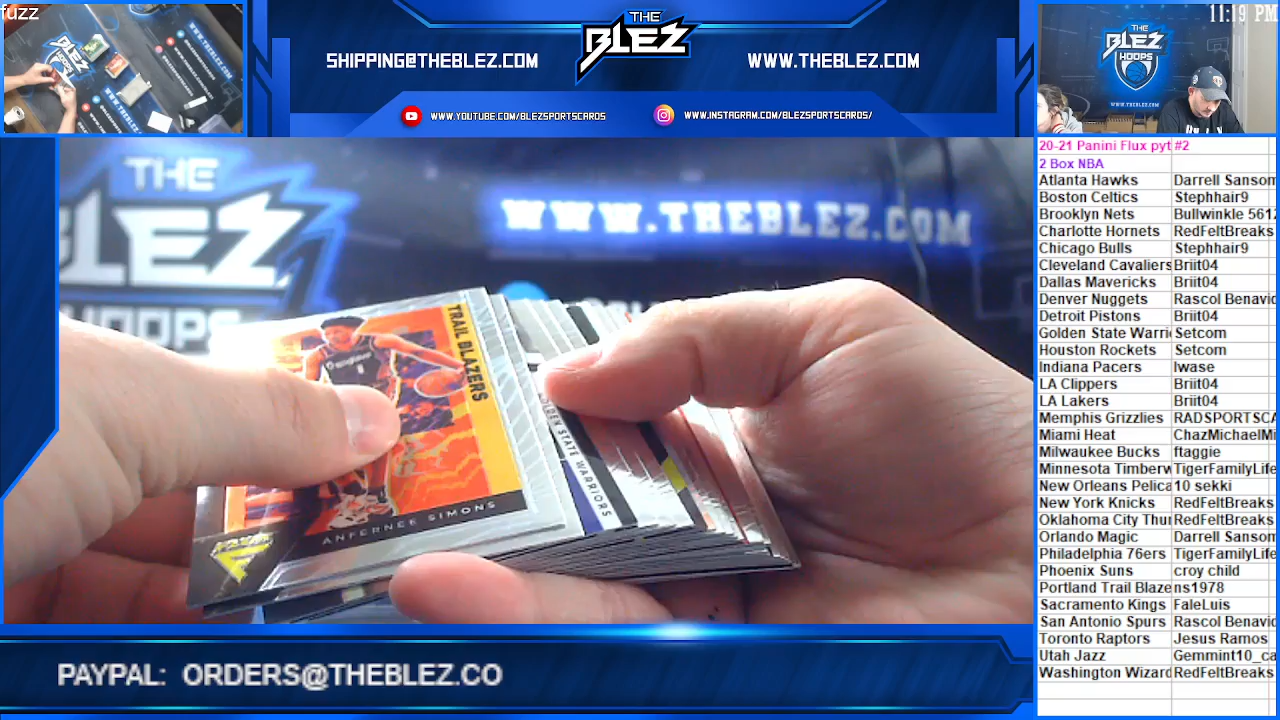 fuzz
THE
BLEZ
SHIPPING@THEBLEZ.COM
WWW.THEBLEZ.COM
WWW.YOUTUBE.COM/BLEZSPORTSCARDS
WWW.INSTAGRAM.COM/BLEZSPORTSCARDS/
11:19 PM
THE
BLEZ
HOOPS
WWW.THEBLEZ.COM
20-21 Panini Flux pyt #2
2 Box NBA
Atlanta Hawks Darrell Sansom
Boston Celtics Stephhair9
Brooklyn Nets Bullwinkle 561
Charlotte Hornets RedFeltBreaks
Chicago Bulls Stephhair9
Cleveland Cavaliers Briit04
Dallas Mavericks Briit04
Denver Nuggets Rascol Benavid
Detroit Pistons Briit04
Golden State Warri Setcom
Houston Rockets Setcom
Indiana Pacers Iwase
LA Clippers Briit04
LA Lakers Briit04
Memphis Grizzlies RADSPORTSCA
Miami Heat ChazMichaelMi
Milwaukee Bucks ftaggie
Minnesota Timberw TigerFamilyLife
New Orleans Pelica 10 sekki
New York Knicks RedFeltBreaks
Oklahoma City Thu RedFeltBreaks
Orlando Magic Darrell Sansom
Philadelphia 76ers TigerFamilyLife
Phoenix Suns croy child
Portland Trail Blaze ns1978
Sacramento Kings FaleLuis
San Antonio Spurs Rascol Benavid
Toronto Raptors Jesus Ramos
Utah Jazz Gemmint10_ca
Washington Wizard RedFeltBreaks
THE
BLEZ
HOOPS
WWW.THEBLEZ.COM
TRAIL BLAZERS
GOLDEN STATE WARRIORS
ANFERNEE SIMONS
PAYPAL: ORDERS@THEBLEZ.CO